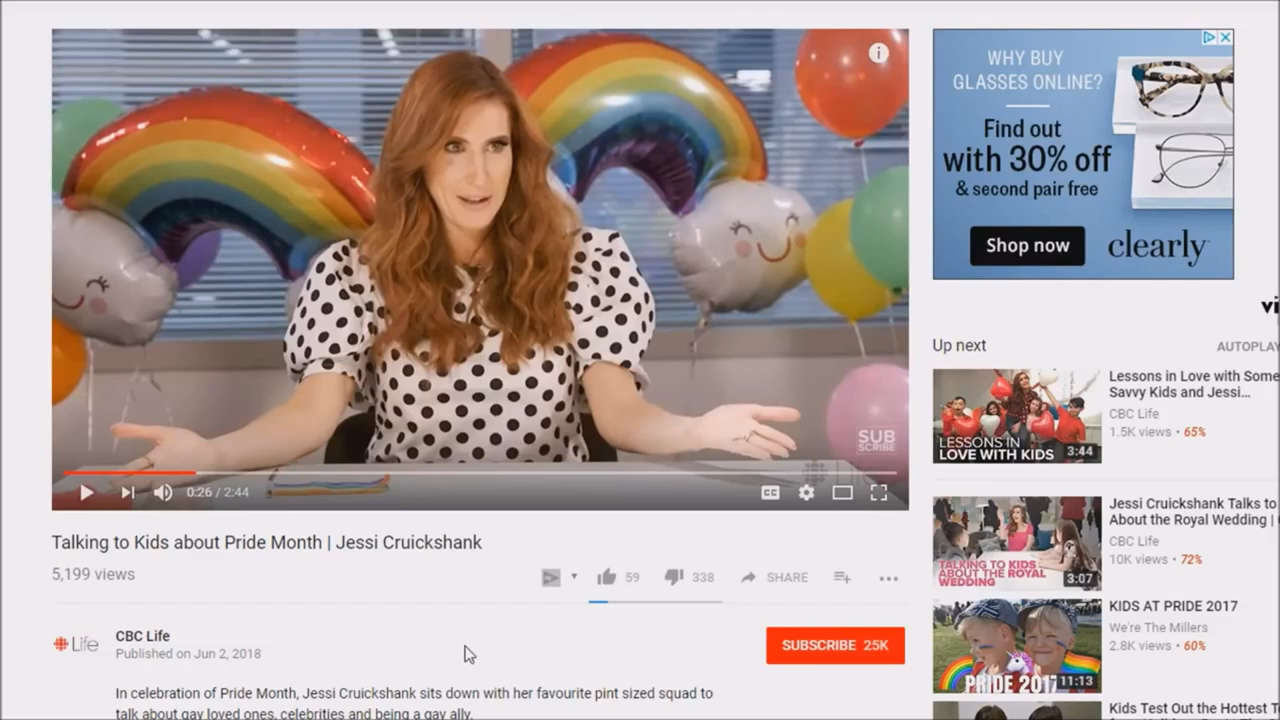 SUB
SCRIBE
0:26 / 2:44
CC
Talking to Kids about Pride Month | Jessi Cruickshank
5,199 views
59
338
SHARE
Life
CBC Life
Published on Jun 2, 2018
SUBSCRIBE 25K
In celebration of Pride Month, Jessi Cruickshank sits down with her favourite pint sized squad to
talk about gay loved ones, celebrities and being a gay ally.
WHY BUY
GLASSES ONLINE?
Find out
with 30% off
& second pair free
Shop now
clearly
vi
Up next
AUTOPLAY
LESSONS IN
LOVE WITH KIDS
3:44
Lessons in Love with Some
Savvy Kids and Jessi...
CBC Life
1.5K views • 65%
TALKING TO KIDS
ABOUT THE ROYAL
WEDDING
3:07
Jessi Cruickshank Talks to
About the Royal Wedding |
CBC Life
10K views • 72%
PRIDE 2017
11:13
KIDS AT PRIDE 2017
We're The Millers
2.8K views • 60%
Kids Test Out the Hottest T